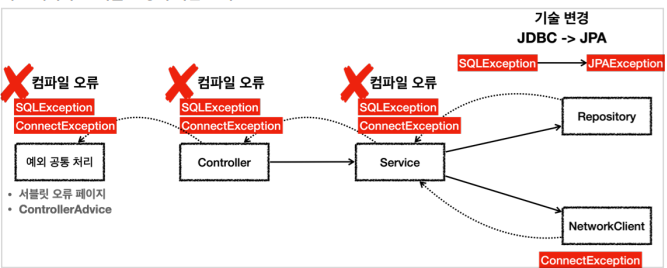 기술 변경
JDBC -> JPA
SQLException
JPAException
컴파일 오류
SQLException
ConnectException
컴파일 오류
SQLException
ConnectException
컴파일 오류
SQLException
ConnectException
예외 공통 처리
Controller
Service
Repository
• 서블릿 오류 페이지
• ControllerAdvice
NetworkClient
ConnectException